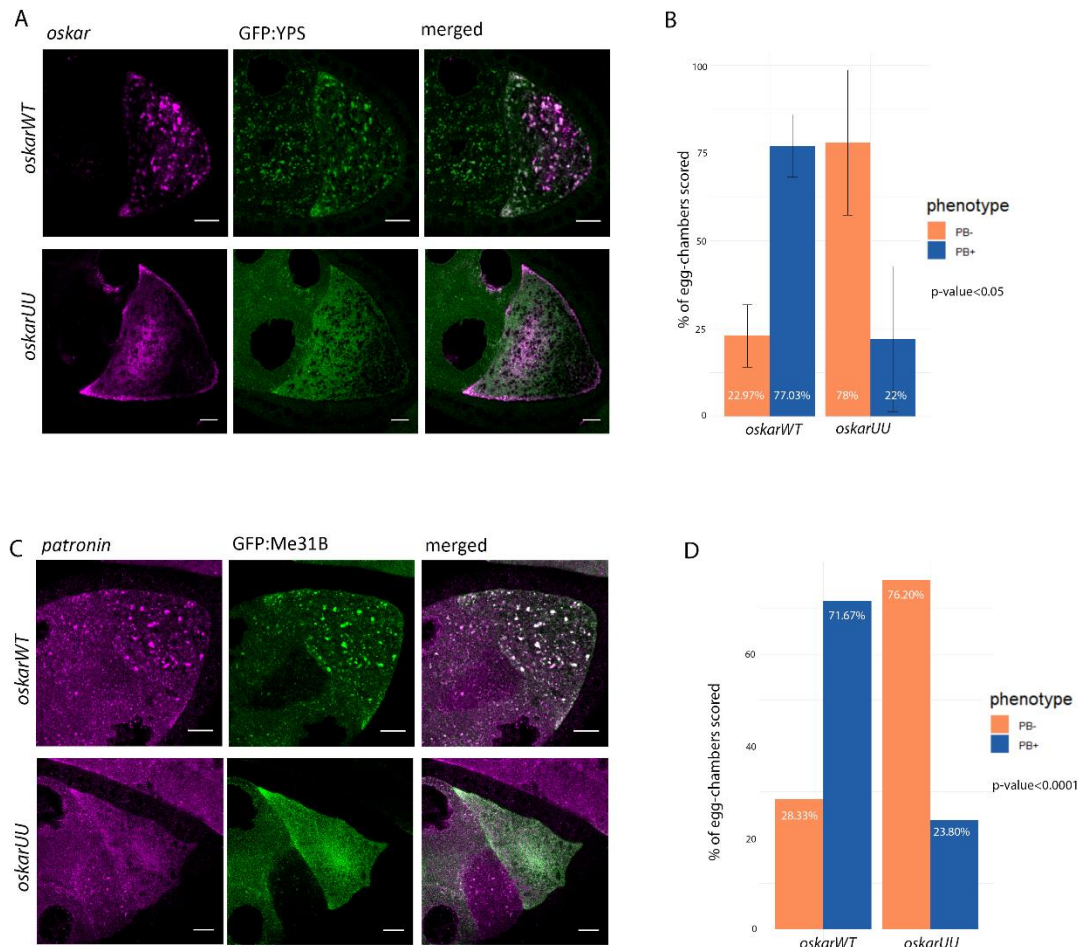 A
oskar
GFP:YPS
merged
oskarWT
oskarUU
B
100
75
50
25
0
% of egg-chambers scored
22.97%
77.03%
78%
22%
oskarWT
oskarUU
phenotype
PB-
PB+
p-value<0.05
C
patronin
GFP:Me31B
merged
oskarWT
oskarUU
D
60
40
20
0
% of egg-chambers scored
28.33%
71.67%
76.20%
23.80%
oskarWT
oskarUU
phenotype
PB-
PB+
p-value<0.0001